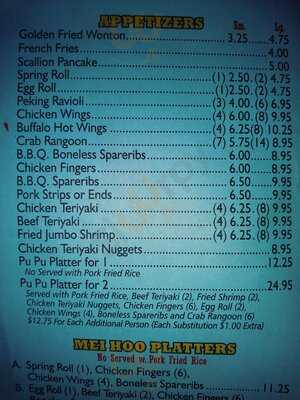 APPETIZERS
Sm. Lg.
Golden Fried Wonton 3.25 4.75
French Fries 4.00
Scallion Pancake 5.00
Spring Roll (1) 2.50 (2) 4.75
Egg Roll (1)2.50 (2) 4.75
Peking Ravioli (3) 4.00 (6) 6.95
Chicken Wings (4) 6.00 (8) 9.95
Buffalo Hot Wings (4) 6.25(8) 10.25
Crab Rangoon (7) 5.75(14) 8.95
B.B.Q. Boneless Spareribs 6.00 8.95
Chicken Fingers 6.00 8.95
B.B.Q. Spareribs 6.50 9.95
Pork Strips or Ends 6.50 9.95
Chicken Teriyaki (4) 6.25 (8) 9.95
Beef Teriyaki (4) 6.25 (8) 9.95
Fried Jumbo Shrimp (4) 6.25 (8) 9.95
Chicken Teriyaki Nuggets 8.95
Pu Pu Platter for 1 12.25
No Served with Pork Fried Rice
Pu Pu Platter for 2 24.95
Served with Pork Fried Rice, Beef Teriyaki (2), Fried Shrimp (2),
Chicken Teriyaki Nuggets, Chicken Fingers (6), Egg Roll (2),
Chicken Wings (4), Boneless Spareribs and Crab Rangoon (6)
$12.75 For Each Additional Person (Each Substitution $1.00 Extra)
MEI HOO PLATTERS
No Served w. Pork Fried Rice
A. Spring Roll (1), Chicken Fingers (6),
Chicken Wings (4), Boneless Spareribs 11.25
B. Egg Roll (1), Beef Teriyaki (2), Chicken Fingers (6),